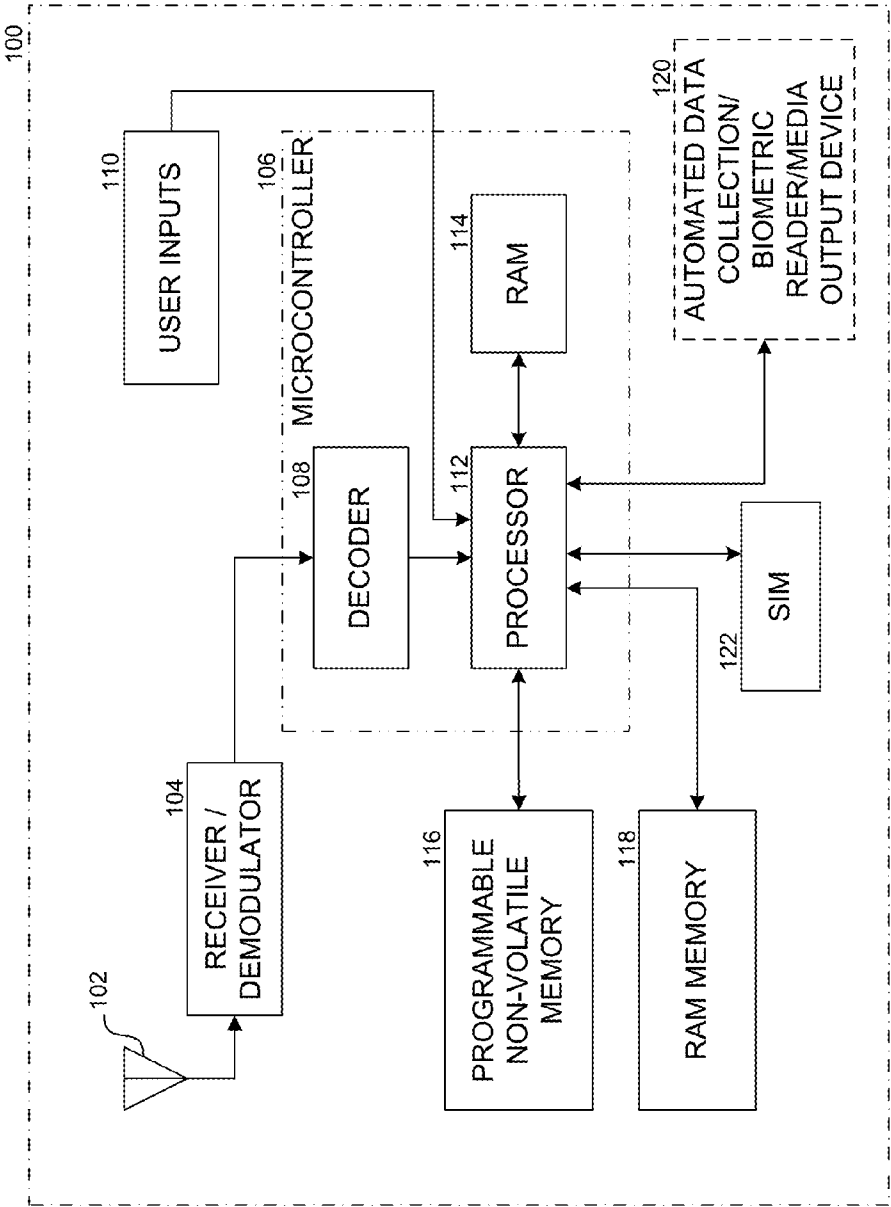 100
102
RECEIVER /
DEMODULATOR
104
USER INPUTS
110
106
MICROCONTROLLER
DECODER
108
PROCESSOR
112
RAM
114
PROGRAMMABLE
NON-VOLATILE
MEMORY
116
RAM MEMORY
118
SIM
122
120
AUTOMATED DATA
COLLECTION/
BIOMETRIC
READER/MEDIA
OUTPUT DEVICE